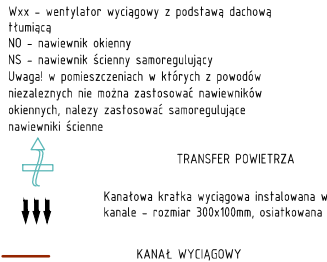 Wxx - wentylator wyciągowy z podstawą dachową
tłumiącą
NO - nawiewnik okienny
NS - nawiewnik ścienny samoregulujący
Uwaga! w pomieszczeniach w których z powodów
niezaleznych nie można zastosować nawiewników
okiennych, nalezy zastosować samoregulujące
nawiewniki ścienne
TRANSFER POWIETRZA
Kanałowa kratka wyciągowa instalowana w
kanale - rozmiar 300x100mm, osiatkowana
KANAŁ WYCIĄGOWY